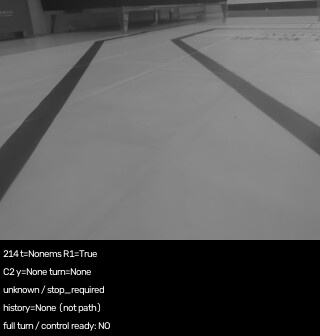 214 t=Nonems R1=True
C2 y=None turn=None
unknown / stop_required
history=None (not path)
full turn / control ready: NO